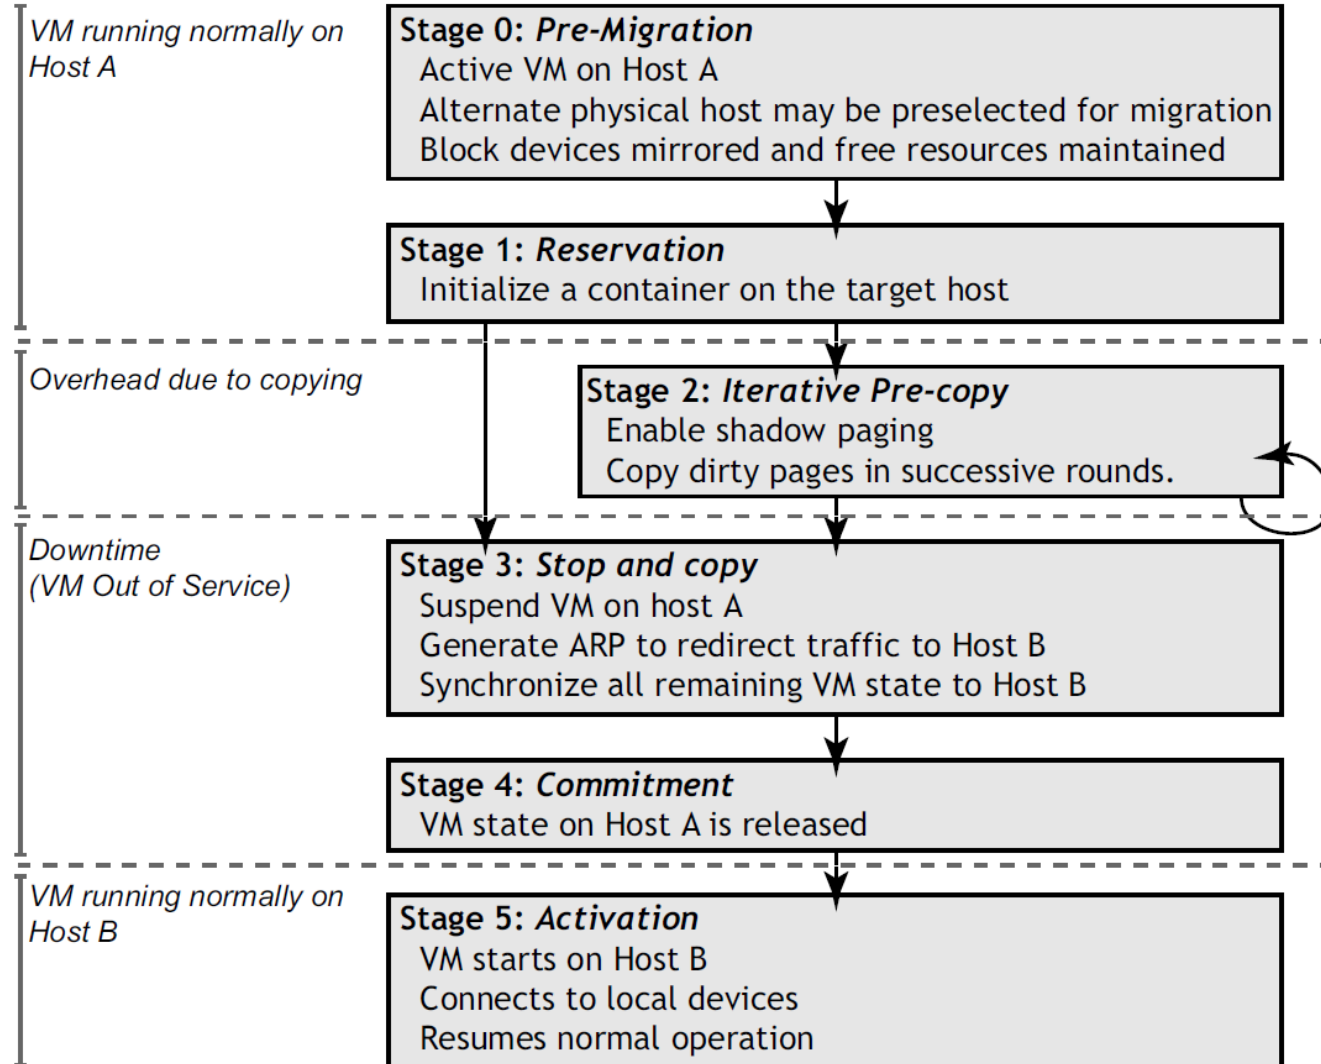 VM running normally on
Host A
Stage 0: Pre-Migration
Active VM on Host A
Alternate physical host may be preselected for migration
Block devices mirrored and free resources maintained
Stage 1: Reservation
Initialize a container on the target host
Overhead due to copying
Stage 2: Iterative Pre-copy
Enable shadow paging
Copy dirty pages in successive rounds.
Downtime
(VM Out of Service)
Stage 3: Stop and copy
Suspend VM on host A
Generate ARP to redirect traffic to Host B
Synchronize all remaining VM state to Host B
Stage 4: Commitment
VM state on Host A is released
VM running normally on
Host B
Stage 5: Activation
VM starts on Host B
Connects to local devices
Resumes normal operation